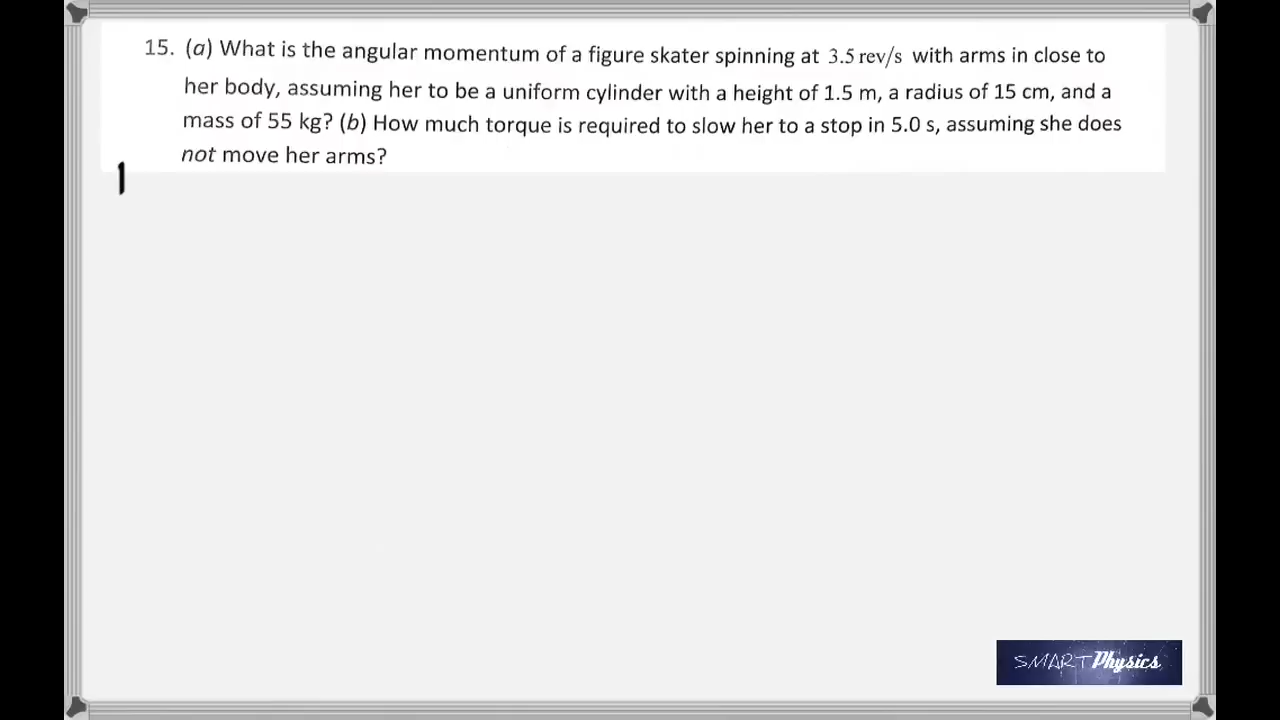 15. (a) What is the angular momentum of a figure skater spinning at 3.5 rev/s with arms in close to
her body, assuming her to be a uniform cylinder with a height of 1.5 m, a radius of 15 cm, and a
mass of 55 kg? (b) How much torque is required to slow her to a stop in 5.0 s, assuming she does
not move her arms?
1
SMART Physics